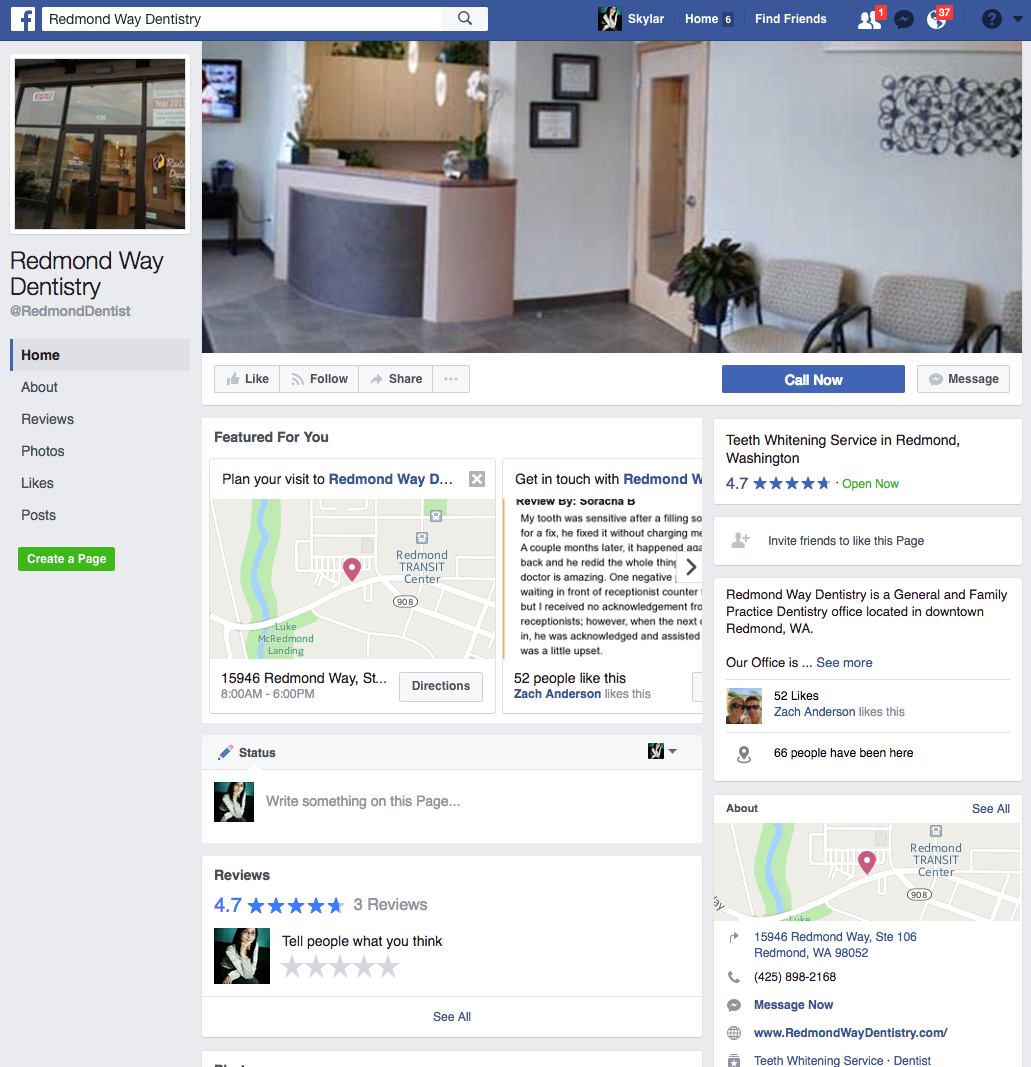 Redmond Way Dentistry
Skylar
Home 6
Find Friends
1
37
?
OPEN
Redmond Way
Dentistry
@RedmondDentist
Home
About
Reviews
Photos
Likes
Posts
Create a Page
Like
Follow
Share
...
Call Now
Message
Featured For You
Plan your visit to Redmond Way D...
Redmond
TRANSIT
Center
908
Luke
McRedmond
Landing
15946 Redmond Way, St...
8:00AM - 6:00PM
Directions
Get in touch with Redmond W
Review By: Soracha B
My tooth was sensitive after a filling so
for a fix, he fixed it without charging me
A couple months later, it happened aga
back and he redid the whole thing
doctor is amazing. One negative
waiting in front of receptionist counter
but I received no acknowledgement fro
receptionists; however, when the next c
in, he was acknowledged and assisted
was a little upset.
52 people like this
Zach Anderson likes this
Status
Write something on this Page...
Reviews
4.7
3 Reviews
Tell people what you think
See All
Teeth Whitening Service in Redmond,
Washington
4.7 · Open Now
Invite friends to like this Page
Redmond Way Dentistry is a General and Family
Practice Dentistry office located in downtown
Redmond, WA.
Our Office is ... See more
52 Likes
Zach Anderson likes this
66 people have been here
About
See All
Redmond
TRANSIT
Center
908
Luke
15946 Redmond Way, Ste 106
Redmond, WA 98052
(425) 898-2168
Message Now
www.RedmondWayDentistry.com/
Teeth Whitening Service · Dentist